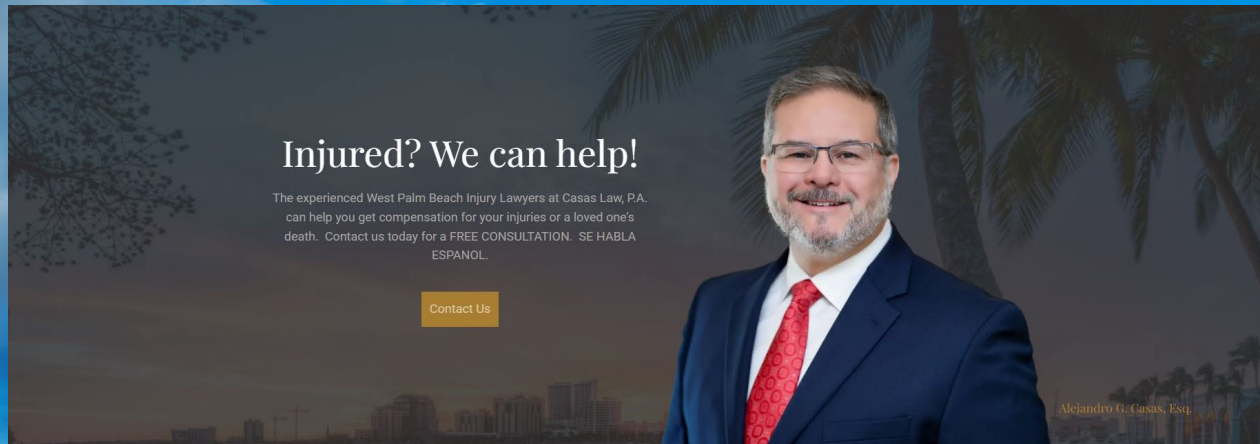 Injured? We can help!
The experienced West Palm Beach Injury Lawyers at Casas Law, P.A.
can help you get compensation for your injuries or a loved one's
death.  Contact us today for a FREE CONSULTATION.  SE HABLA
ESPANOL.
Contact Us
Alejandro G. Casas, Esq.